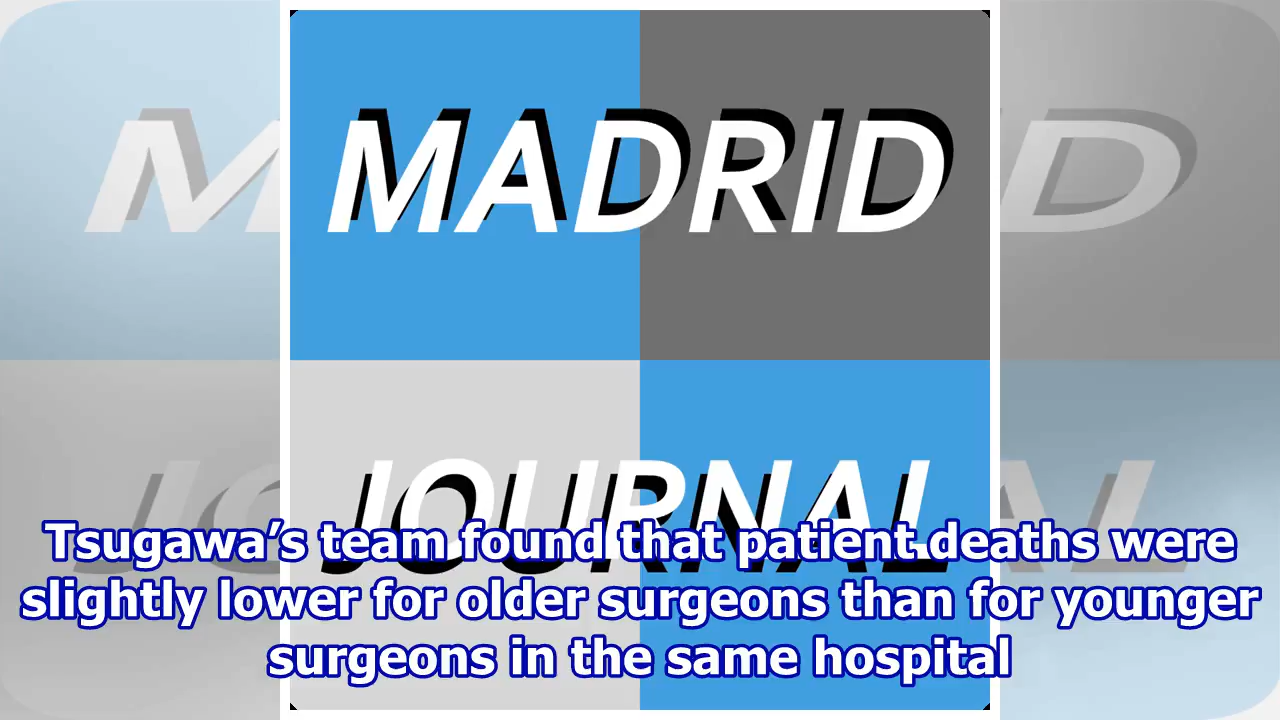 MADRID
JOURNAL
Tsugawa’s team found that patient deaths were
slightly lower for older surgeons than for younger
surgeons in the same hospital